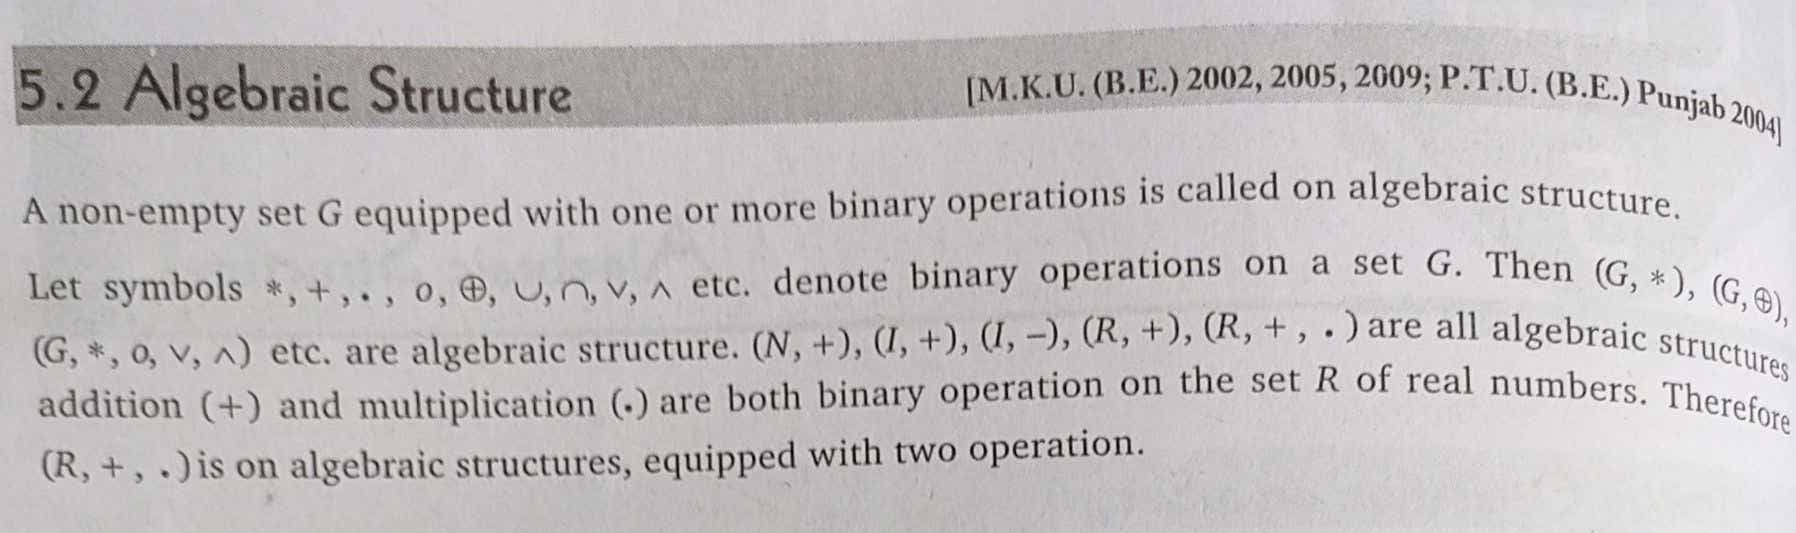 5.2 Algebraic Structure [M.K.U. (B.E.) 2002, 2005, 2009; P.T.U. (B.E.) Punjab 2004]
A non-empty set G equipped with one or more binary operations is called on algebraic structure.
Let symbols *, +, ., o, ⊕, ∪, ∩, ∨, ∧ etc. denote binary operations on a set G. Then (G, *), (G, ⊕),
(G, *, o, ∨, ∧) etc. are algebraic structure. (N, +), (I, +), (I, –), (R, +), (R, + , . ) are all algebraic structures
addition (+) and multiplication (.) are both binary operation on the set R of real numbers. Therefore
(R, + , .) is on algebraic structures, equipped with two operation.